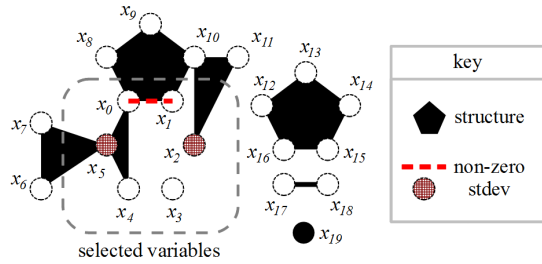 x9
x8
x10
x11
x13
x0
x1
x12
x14
x7
x5
x2
x16
x15
x6
x4
x3
x17
x18
x19
selected variables
key
structure
non-zero
stdev